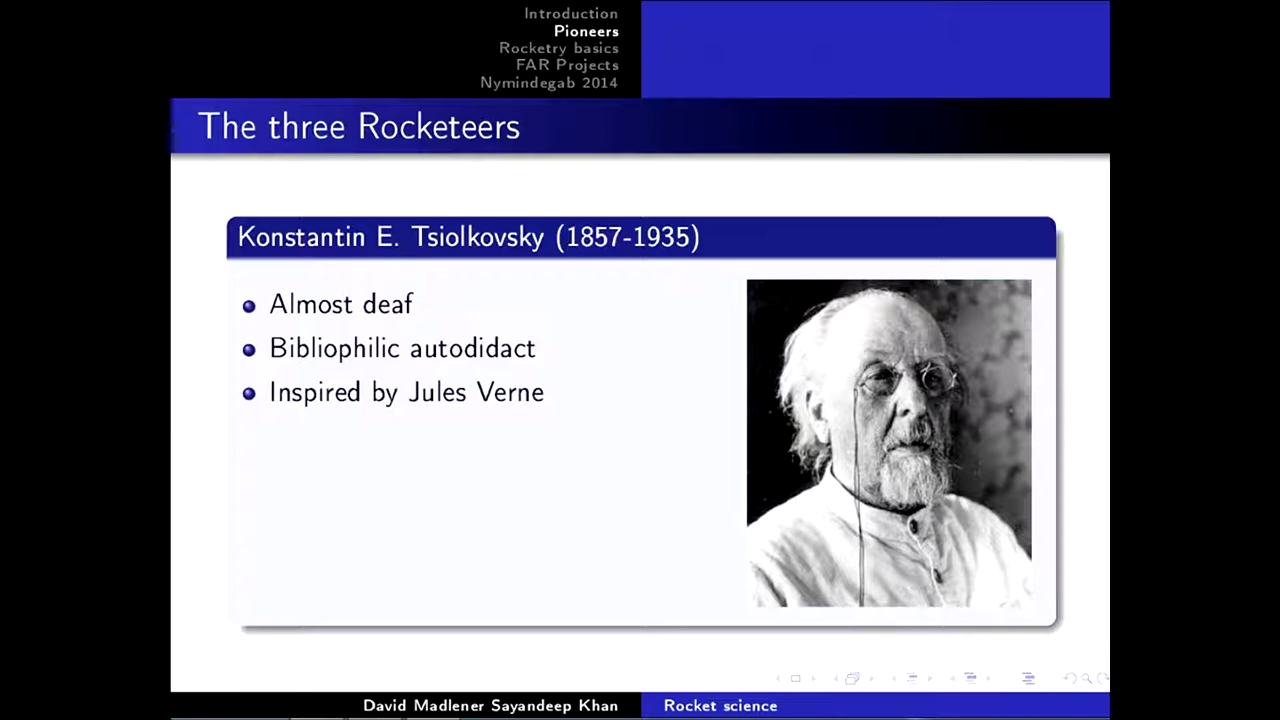 Introduction
Pioneers
Rocketry basics
FAR Projects
Nymindegab 2014
The three Rocketeers
Konstantin E. Tsiolkovsky (1857-1935)
Almost deaf
Bibliophilic autodidact
Inspired by Jules Verne
David Madlener Sayandeep Khan
Rocket science